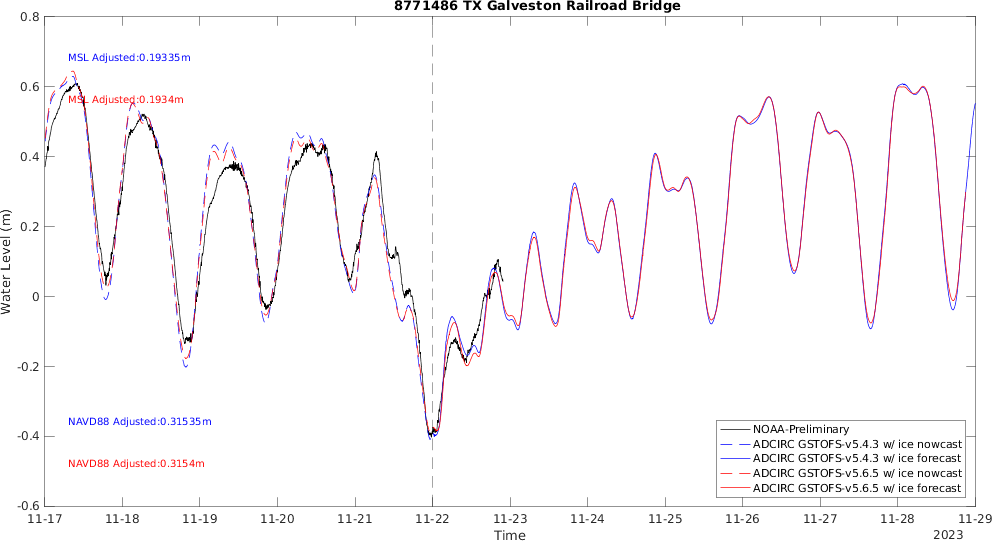 8771486 TX Galveston Railroad Bridge
0.8
0.6
0.4
0.2
0
-0.2
-0.4
-0.6
Water Level (m)
MSL Adjusted:0.19335m
MSL Adjusted:0.1934m
NAVD88 Adjusted:0.31535m
NAVD88 Adjusted:0.3154m
NOAA-Preliminary
ADCIRC GSTOFS-v5.4.3 w/ ice nowcast
ADCIRC GSTOFS-v5.4.3 w/ ice forecast
ADCIRC GSTOFS-v5.6.5 w/ ice nowcast
ADCIRC GSTOFS-v5.6.5 w/ ice forecast
11-17 11-18 11-19 11-20 11-21 11-22 11-23 11-24 11-25 11-26 11-27 11-28 11-29
Time
2023